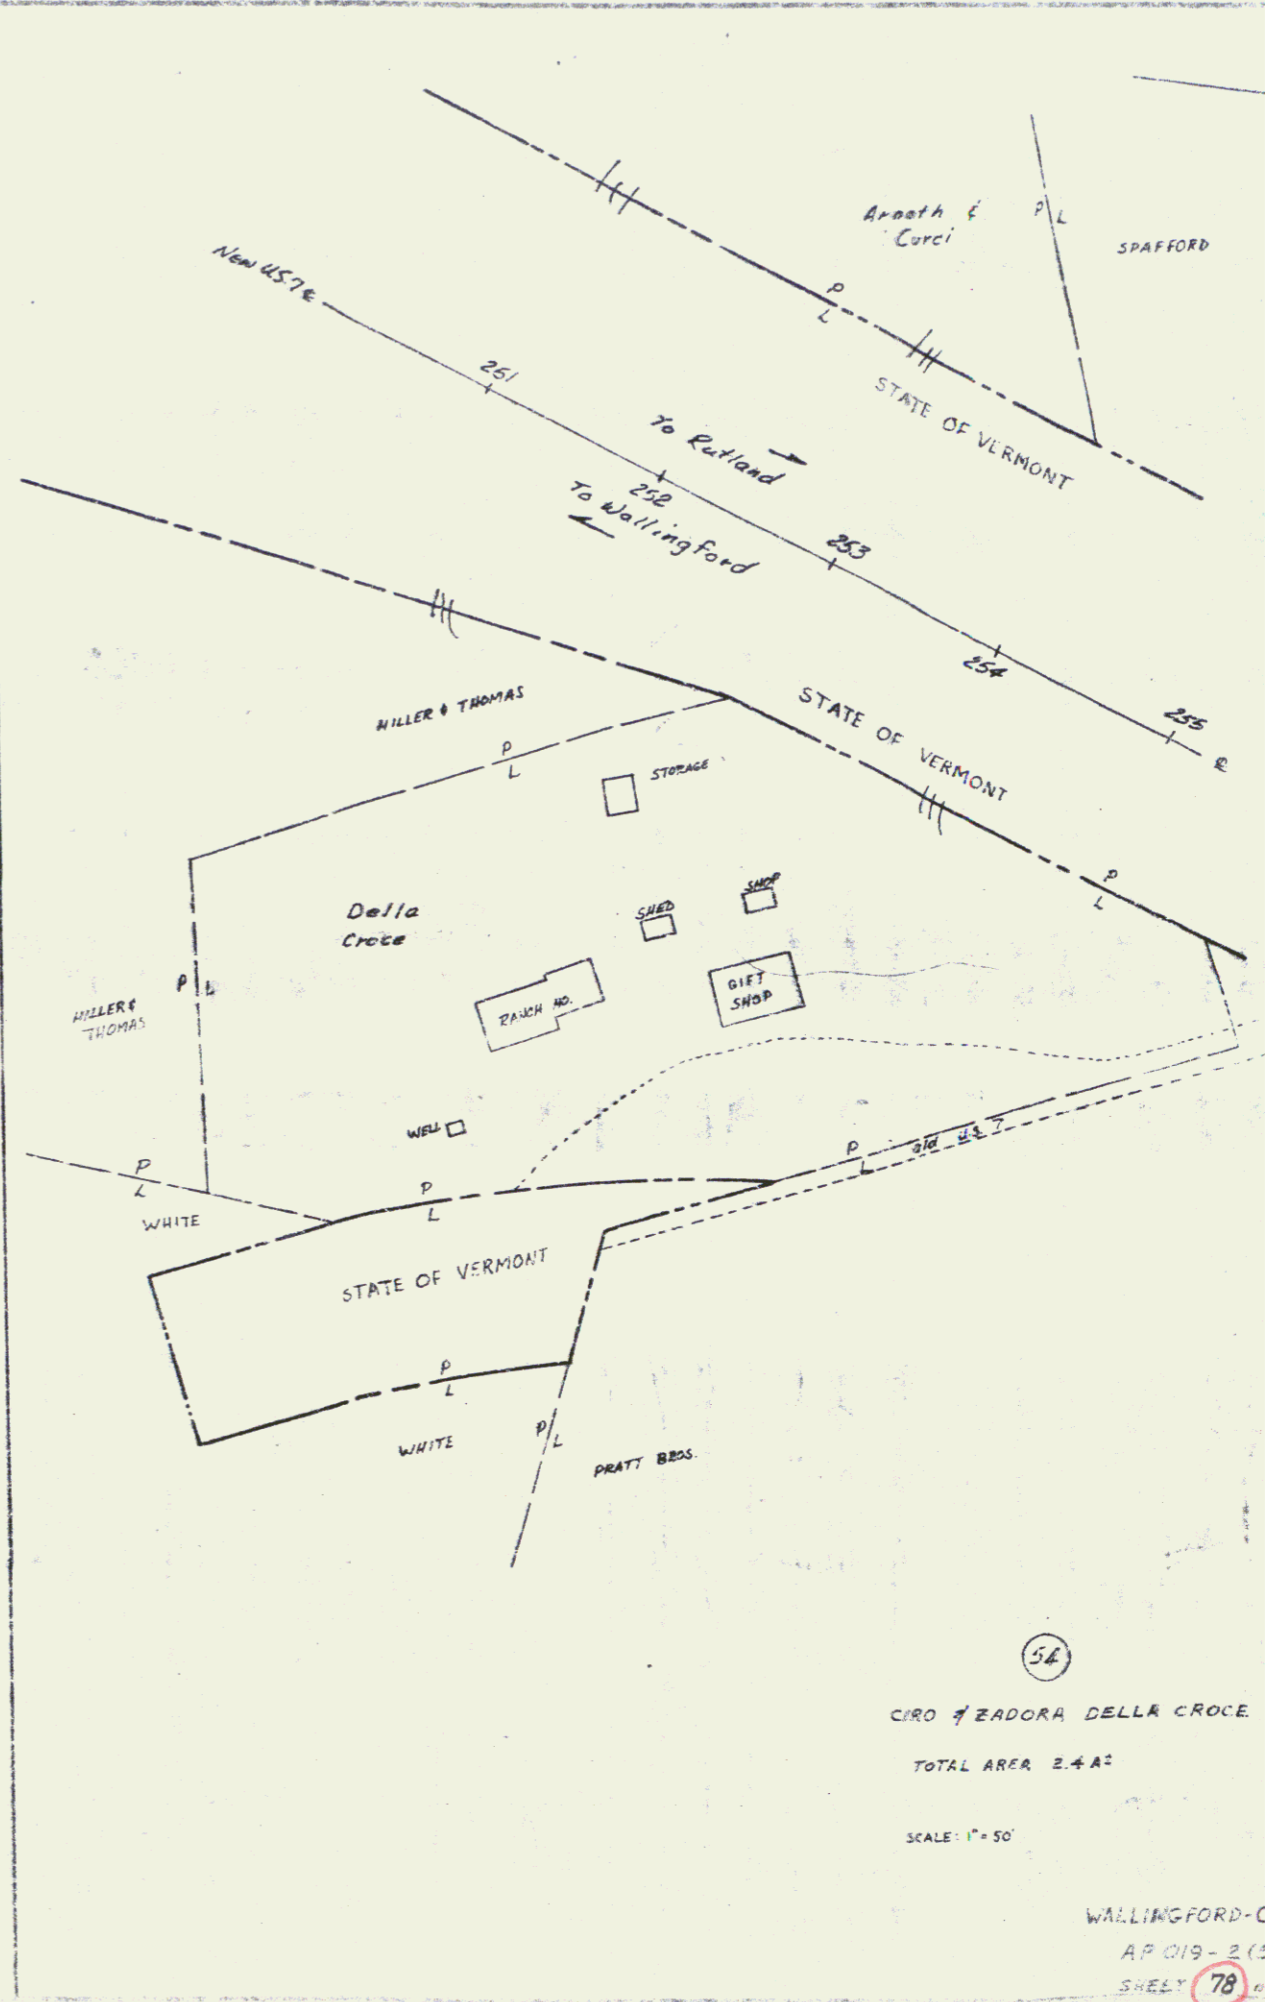 Arooth &
Curci
P L
SPAFFORD
New US.7 ⅊
P
L
251
STATE OF VERMONT
To Rutland
252
To Wallingford
253
254
255
STATE OF VERMONT
HILLER & THOMAS
P
L
STORAGE
P
L
SHOP
SHED
Della
Croce
GIFT
SHOP
RANCH HO.
P L
HILLER &
THOMAS
WELL
P
L
old U.S. 7
P
L
P
L
WHITE
STATE OF VERMONT
P
L
WHITE
P L
PRATT BROS.
54
CIRO & ZADORA DELLA CROCE
TOTAL AREA 2.4 A±
SCALE: 1" = 50'
WALLINGFORD-
AP 019-2(
SHEET 78